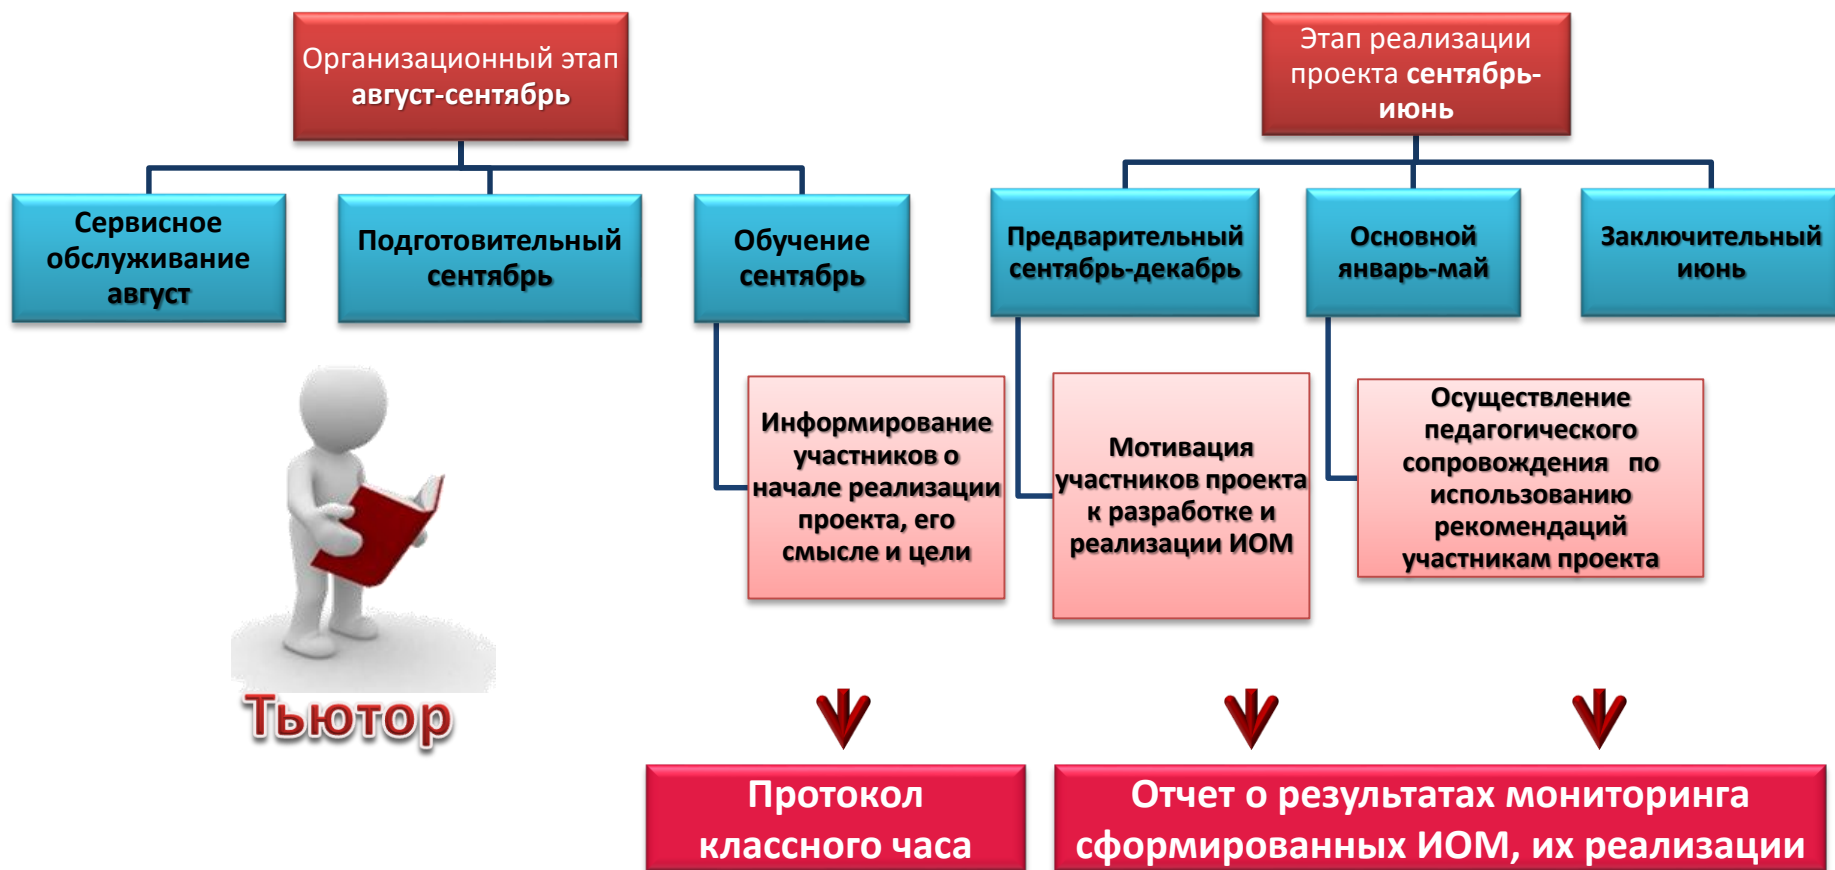 Организационный этап
август-сентябрь
Этап реализации
проекта сентябрь-
июнь
Сервисное
обслуживание
август
Подготовительный
сентябрь
Обучение
сентябрь
Предварительный
сентябрь-декабрь
Основной
январь-май
Заключительный
июнь
Информирование
участников о
начале реализации
проекта, его
смысле и цели
Мотивация
участников проекта
к разработке и
реализации ИОМ
Осуществление
педагогического
сопровождения по
использованию
рекомендаций
участникам проекта
Тьютор
Протокол
классного часа
Отчет о результатах мониторинга
сформированных ИОМ, их реализации